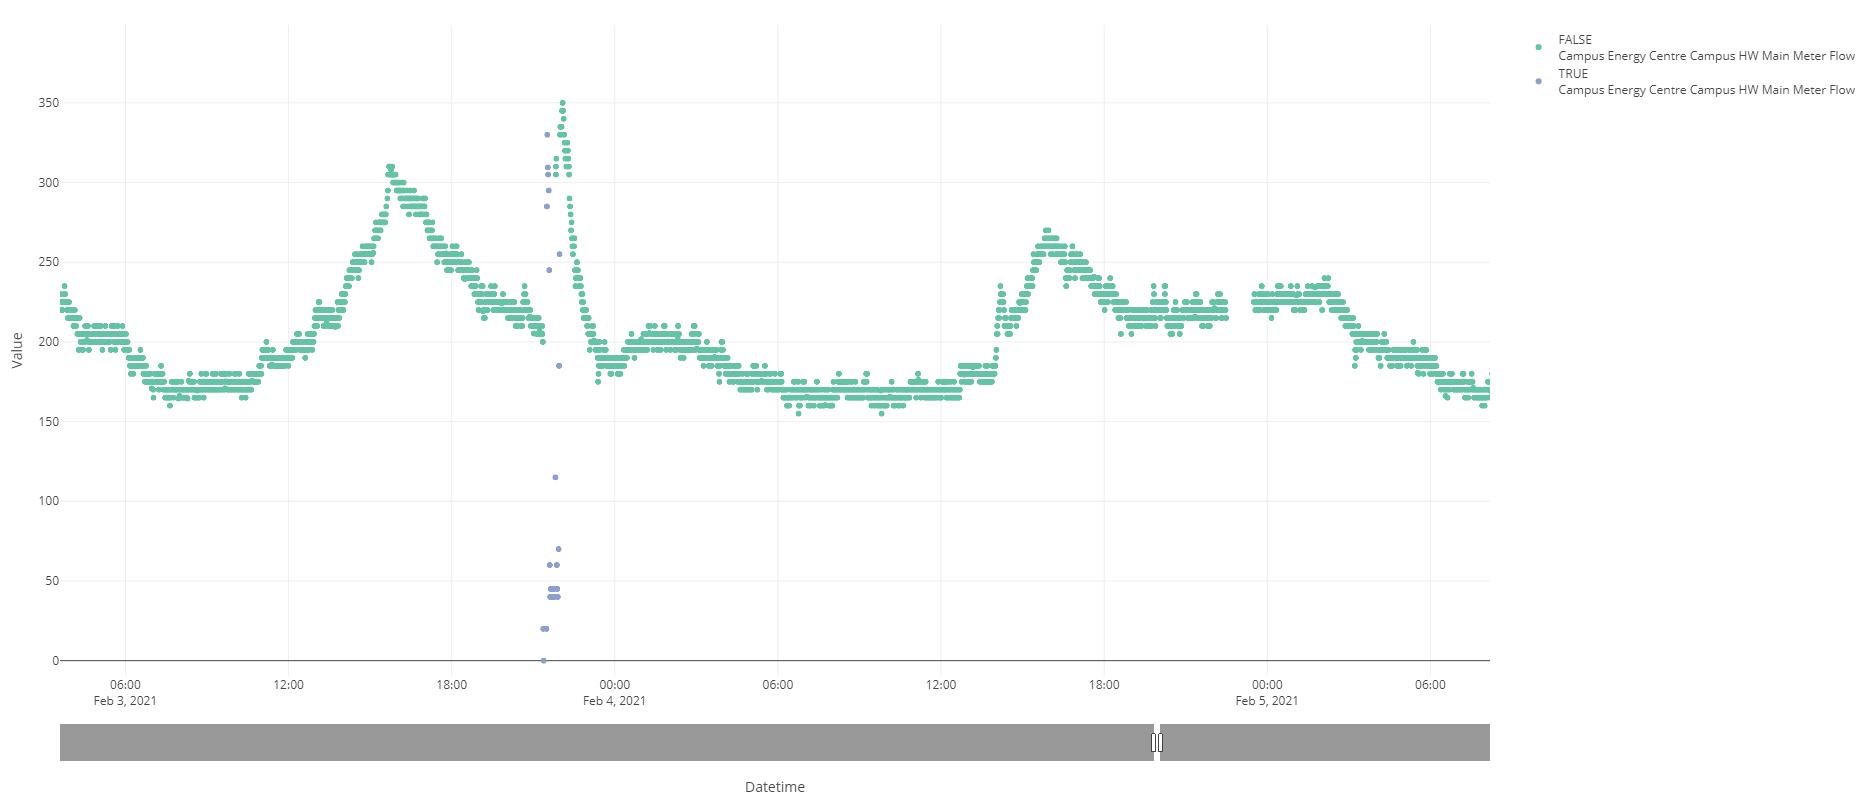 FALSE
Campus Energy Centre Campus HW Main Meter Flow
TRUE
Campus Energy Centre Campus HW Main Meter Flow
350
300
250
200
150
100
50
0
Value
06:00
Feb 3, 2021
12:00
18:00
00:00
Feb 4, 2021
06:00
12:00
18:00
00:00
Feb 5, 2021
06:00
Datetime